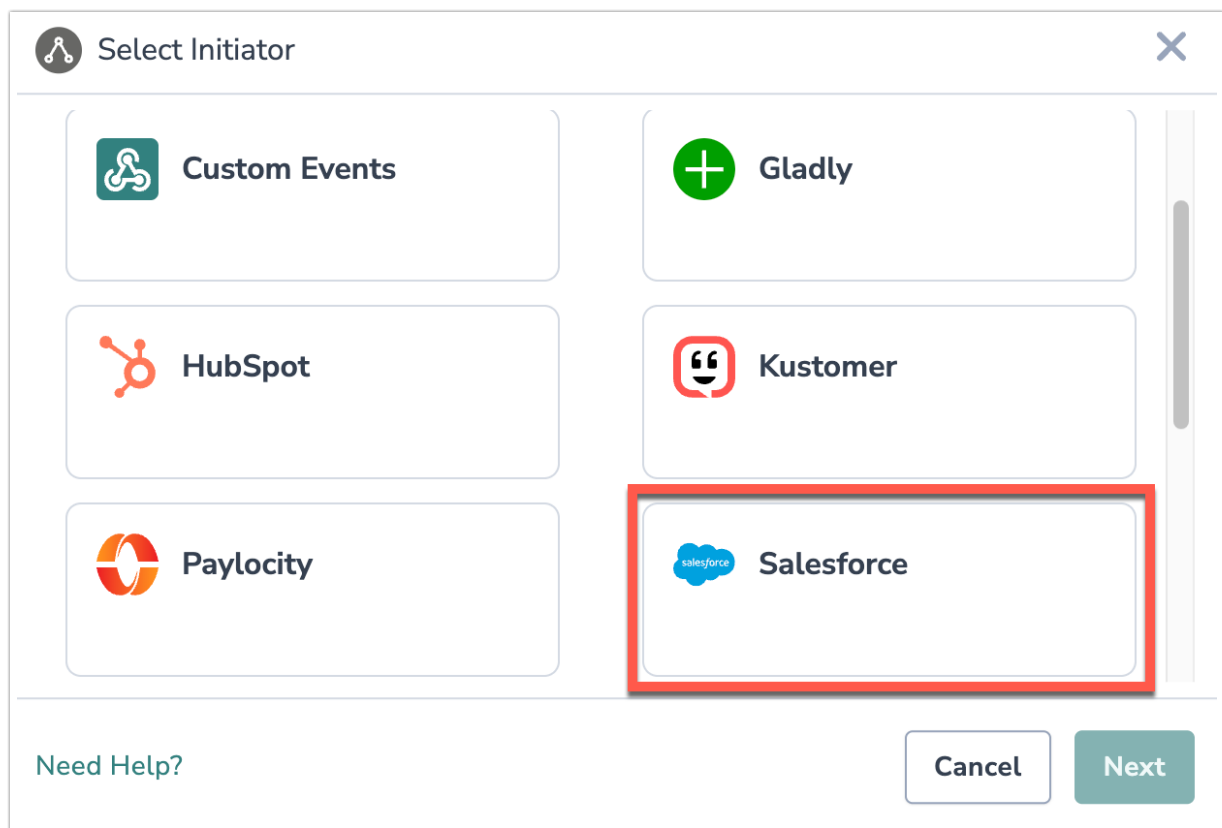 Select Initiator
Custom Events
Gladly
HubSpot
Kustomer
Paylocity
salesforce
Salesforce
Need Help?
Cancel
Next